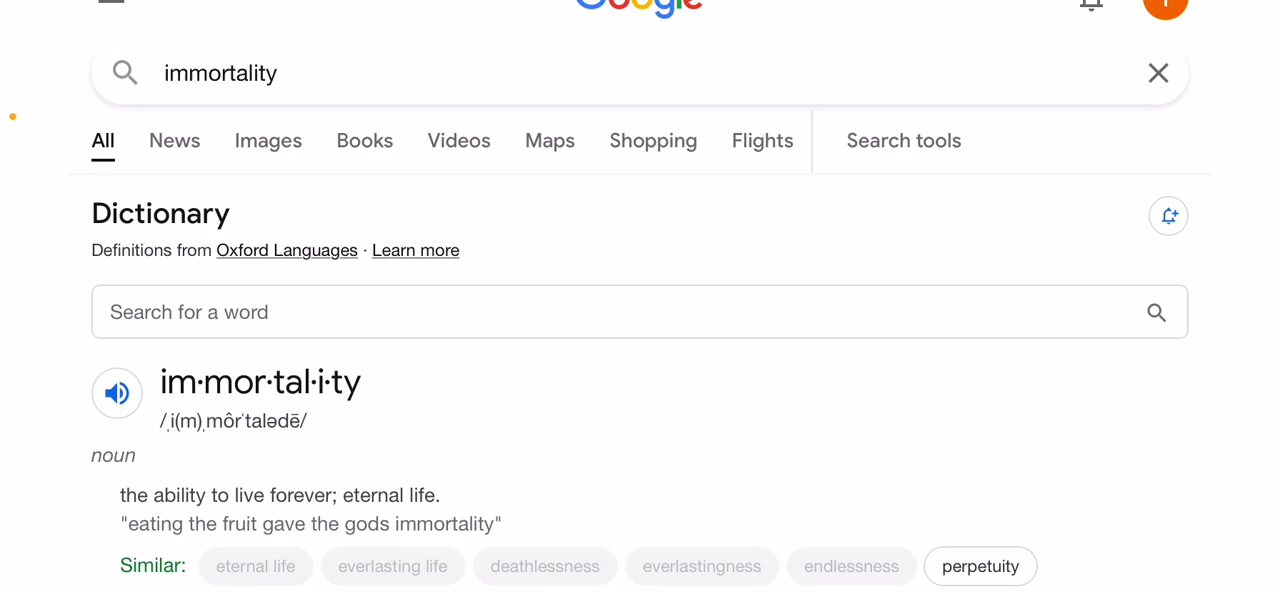 Google
immortality
All News Images Books Videos Maps Shopping Flights Search tools
Dictionary
Definitions from Oxford Languages · Learn more
Search for a word
im·mor·tal·i·ty
/ˌi(m)ˌmôrˈtalədē/
noun
the ability to live forever; eternal life.
"eating the fruit gave the gods immortality"
Similar: eternal life everlasting life deathlessness everlastingness endlessness perpetuity